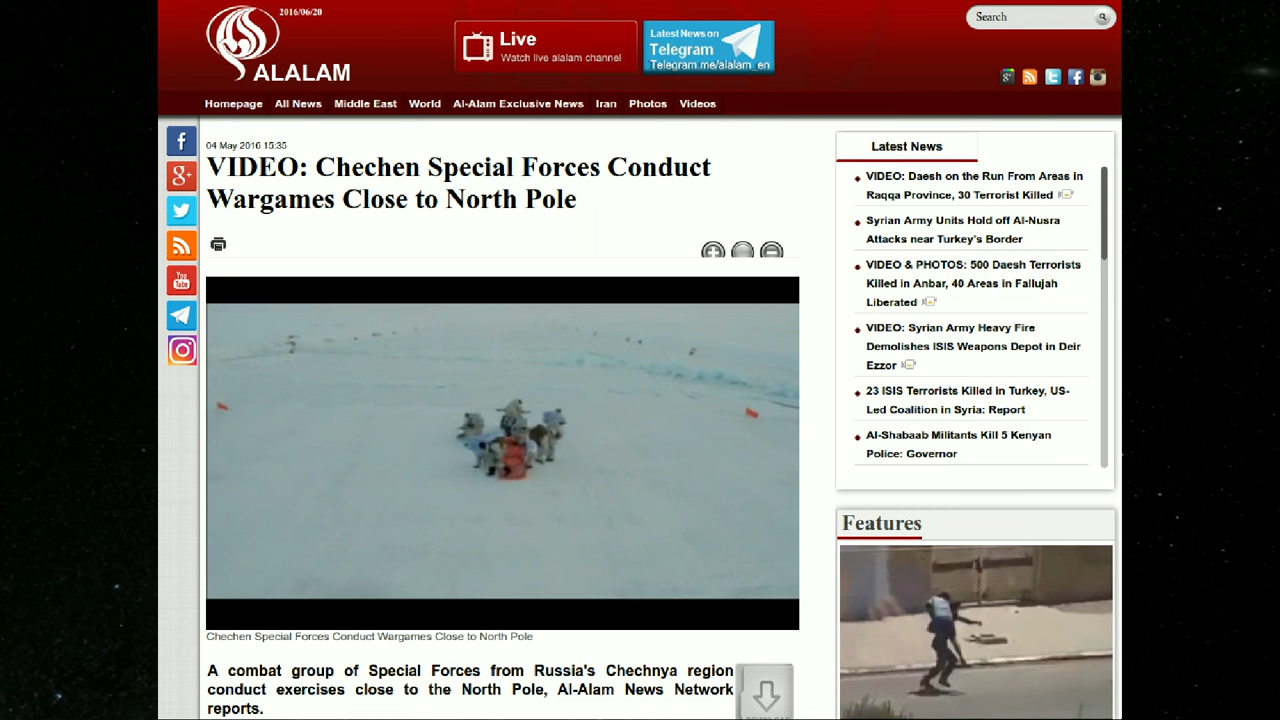 2016/06/20
ALALAM
Live
Watch live alalam channel
Latest News on
Telegram
Telegram.me/alalam_en
Search
Homepage All News Middle East World Al-Alam Exclusive News Iran Photos Videos
04 May 2016 15:35
VIDEO: Chechen Special Forces Conduct
Wargames Close to North Pole
Chechen Special Forces Conduct Wargames Close to North Pole
A combat group of Special Forces from Russia's Chechnya region
conduct exercises close to the North Pole, Al-Alam News Network
reports.
Latest News
VIDEO: Daesh on the Run From Areas in
Raqqa Province, 30 Terrorist Killed
Syrian Army Units Hold off Al-Nusra
Attacks near Turkey's Border
VIDEO & PHOTOS: 500 Daesh Terrorists
Killed in Anbar, 40 Areas in Fallujah
Liberated
VIDEO: Syrian Army Heavy Fire
Demolishes ISIS Weapons Depot in Deir
Ezzor
23 ISIS Terrorists Killed in Turkey, US-
Led Coalition in Syria: Report
Al-Shabaab Militants Kill 5 Kenyan
Police: Governor
Features